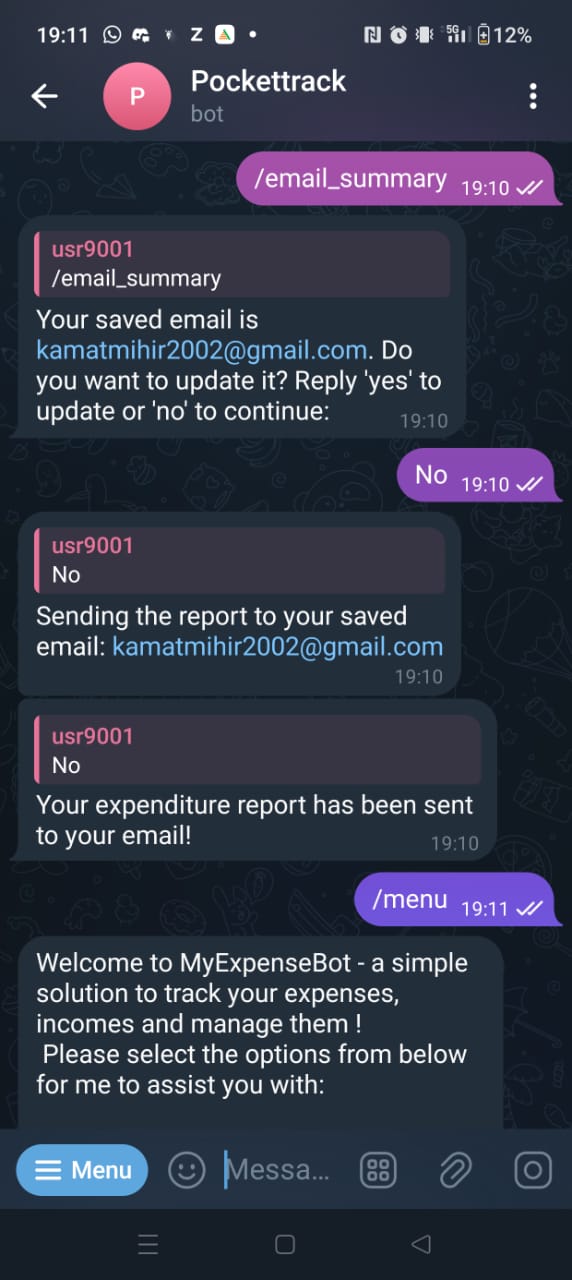 19:11 Z 5G 12%
P Pockettrack
bot
/email_summary 19:10
usr9001
/email_summary
Your saved email is
kamatmihir2002@gmail.com. Do
you want to update it? Reply 'yes' to
update or 'no' to continue:
19:10
No 19:10
usr9001
No
Sending the report to your saved
email: kamatmihir2002@gmail.com
19:10
usr9001
No
Your expenditure report has been sent
to your email!
19:10
/menu 19:11
Welcome to MyExpenseBot - a simple
solution to track your expenses,
incomes and manage them !
Please select the options from below
for me to assist you with:
Menu Messa...